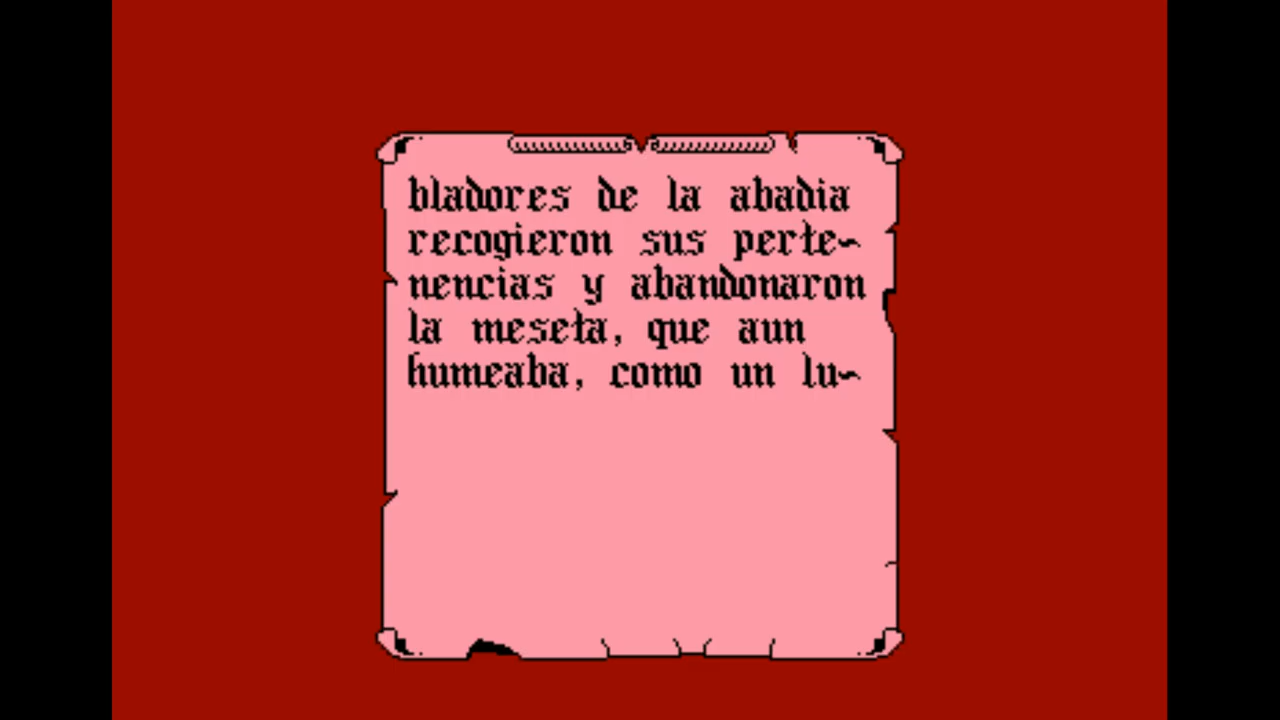 bladores de la abadia
recogieron sus perte~
nencias y abandonaron
la meseta, que aun
humeaba, como un lu~